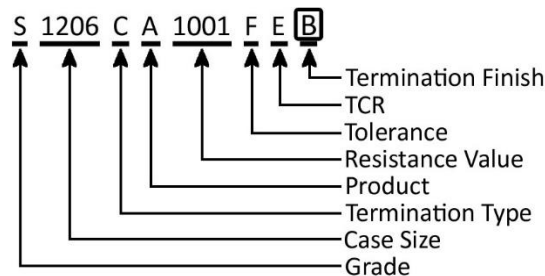 S 1206 C A 1001 F E B
Termination Finish
TCR
Tolerance
Resistance Value
Product
Termination Type
Case Size
Grade